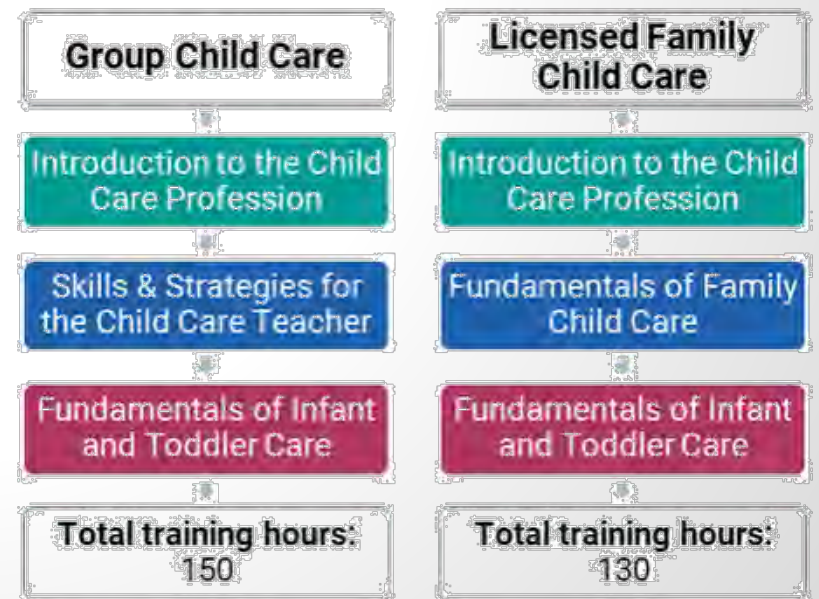 Group Child Care
Introduction to the Child
Care Profession
Skills & Strategies for
the Child Care Teacher
Fundamentals of Infant
and Toddler Care
Total training hours:
150
Licensed Family
Child Care
Introduction to the Child
Care Profession
Fundamentals of Family
Child Care
Fundamentals of Infant
and Toddler Care
Total training hours:
130